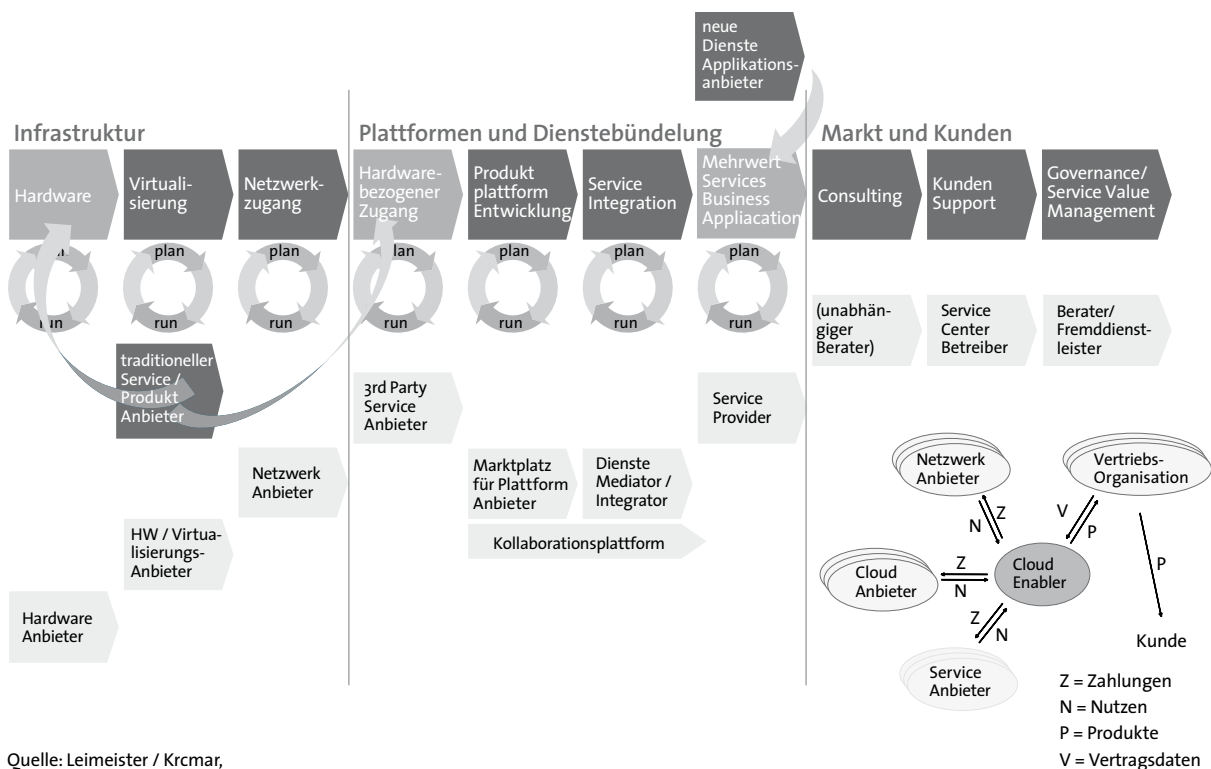 neue
Dienste
Applikations-
anbieter
Infrastruktur
Plattformen und Dienstebündelung
Markt und Kunden
Hardware
Virtuali-
sierung
Netzwerk-
zugang
Hardware-
bezogener
Zugang
Produkt
plattform
Entwicklung
Service
Integration
Mehrwert
Services
Business
Appliacation
Consulting
Kunden
Support
Governance/
Service Value
Management
plan
plan
plan
plan
plan
plan
run
run
run
run
run
run
run
(unabhän-
giger
Berater)
Service
Center
Betreiber
Berater/
Fremddienst-
leister
traditioneller
Service /
Produkt
Anbieter
3rd Party
Service
Anbieter
Service
Provider
Netzwerk
Anbieter
Marktplatz
für Plattform
Anbieter
Dienste
Mediator /
Integrator
Kollaborationsplattform
HW / Virtua-
lisierungs-
Anbieter
Hardware
Anbieter
Netzwerk
Anbieter
Vertriebs-
Organisation
Z
N
V
P
Cloud
Anbieter
Z
N
Cloud
Enabler
P
Z
N
Service
Anbieter
Kunde
Z = Zahlungen
N = Nutzen
P = Produkte
V = Vertragsdaten
Quelle: Leimeister / Krcmar,